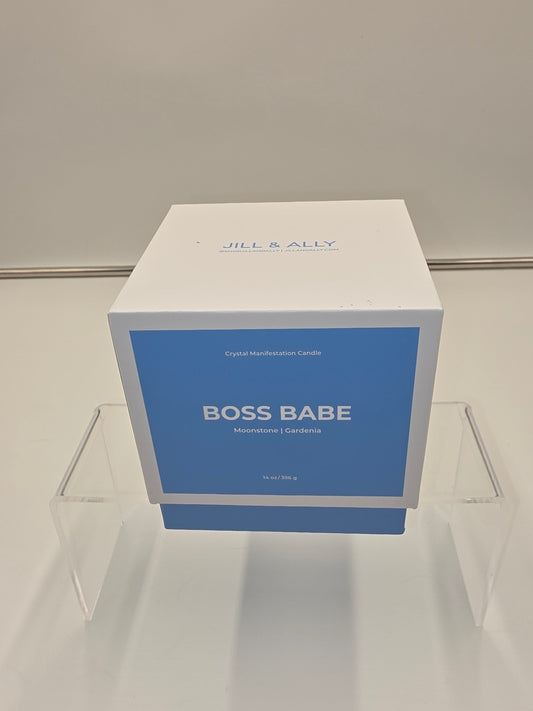 JILL & ALLY
Crystal Manifestation Candle
BOSS BABE
Moonstone | Gardenia
14 oz / 396 g